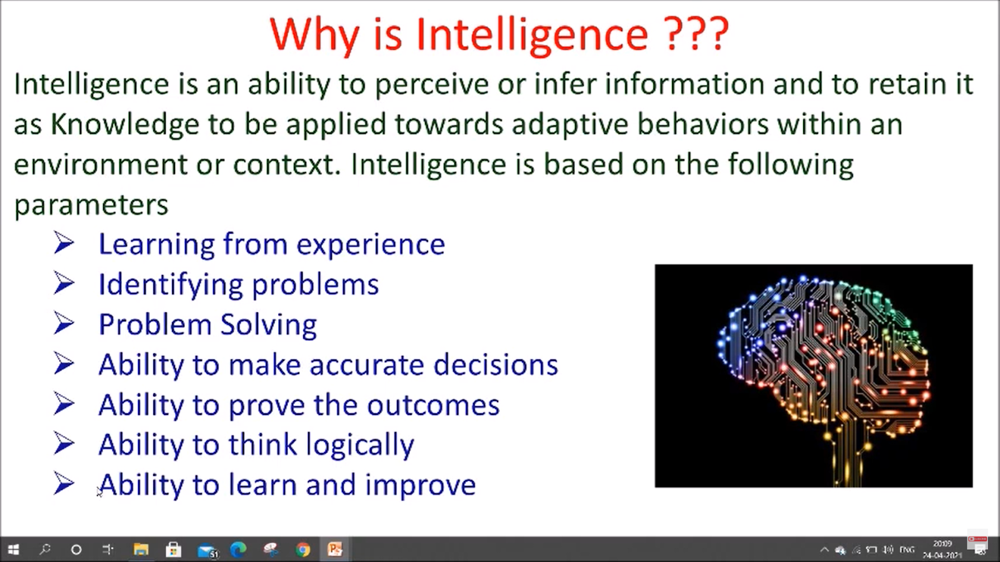 Why is Intelligence ???
Intelligence is an ability to perceive or infer information and to retain it
as Knowledge to be applied towards adaptive behaviors within an
environment or context. Intelligence is based on the following
parameters
Learning from experience
Identifying problems
Problem Solving
Ability to make accurate decisions
Ability to prove the outcomes
Ability to think logically
Ability to learn and improve
51
ENG
20:09
24-04-2021